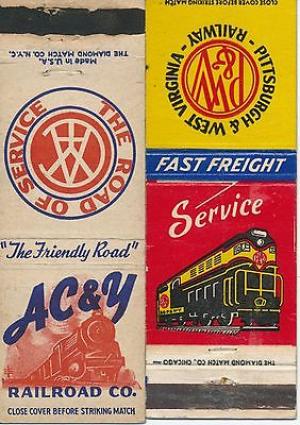 Made in U.S.A.
THE DIAMOND MATCH CO. N.Y.C.
THE ROAD OF SERVICE
"The Friendly Road"
AC&Y
RAILROAD CO.
CLOSE COVER BEFORE STRIKING MATCH
CLOSE COVER BEFORE STRIKING MATCH
PITTSBURGH & WEST VIRGINIA - RAILWAY -
P&W
FAST FREIGHT
Service
THE DIAMOND MATCH CO., CHICAGO